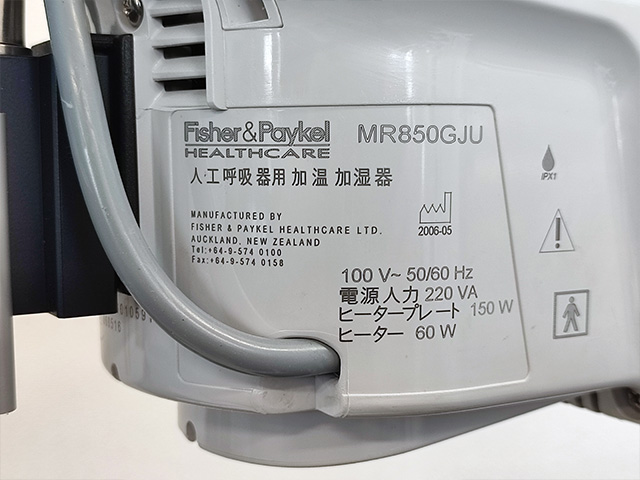 Fisher&Paykel
HEALTHCARE
MR850GJU
人工呼吸器用加温加湿器
IPX1
MANUFACTURED BY
FISHER & PAYKEL HEALTHCARE LTD.
AUCKLAND, NEW ZEALAND
Tel:+64-9-574 0100
Fax:+64-9-574 0158
2006-05
100 V~ 50/60 Hz
電源入力 220 VA
ヒータープレート 150 W
ヒーター 60 W